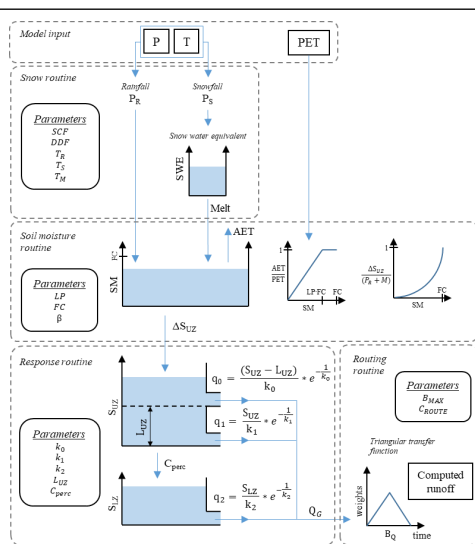 Model input
P
T
PET
Snow routine
Rainfall
P_R
Snowfall
P_S
Parameters
SCF
DDF
T_R
T_S
T_M
Snow water equivalent
SWE
Melt
Soil moisture
routine
AET
Parameters
LP
FC
β
FC
SM
1
AET
PET
LP·FC FC
SM
1
ΔS_UZ
(P_R + M)
FC
SM
ΔS_UZ
Response routine
Parameters
k_0
k_1
k_2
L_UZ
C_perc
S_UZ
L_UZ
q_0 = (S_UZ − L_UZ)/k_0 * e^(-1/k_0)
q_1 = S_UZ/k_1 * e^(-1/k_1)
C_perc
S_LZ
q_2 = S_LZ/k_2 * e^(-1/k_2)
Q_G
Routing
routine
Parameters
B_MAX
C_ROUTE
Triangular transfer
function
Computed
runoff
weights
B_Q
time